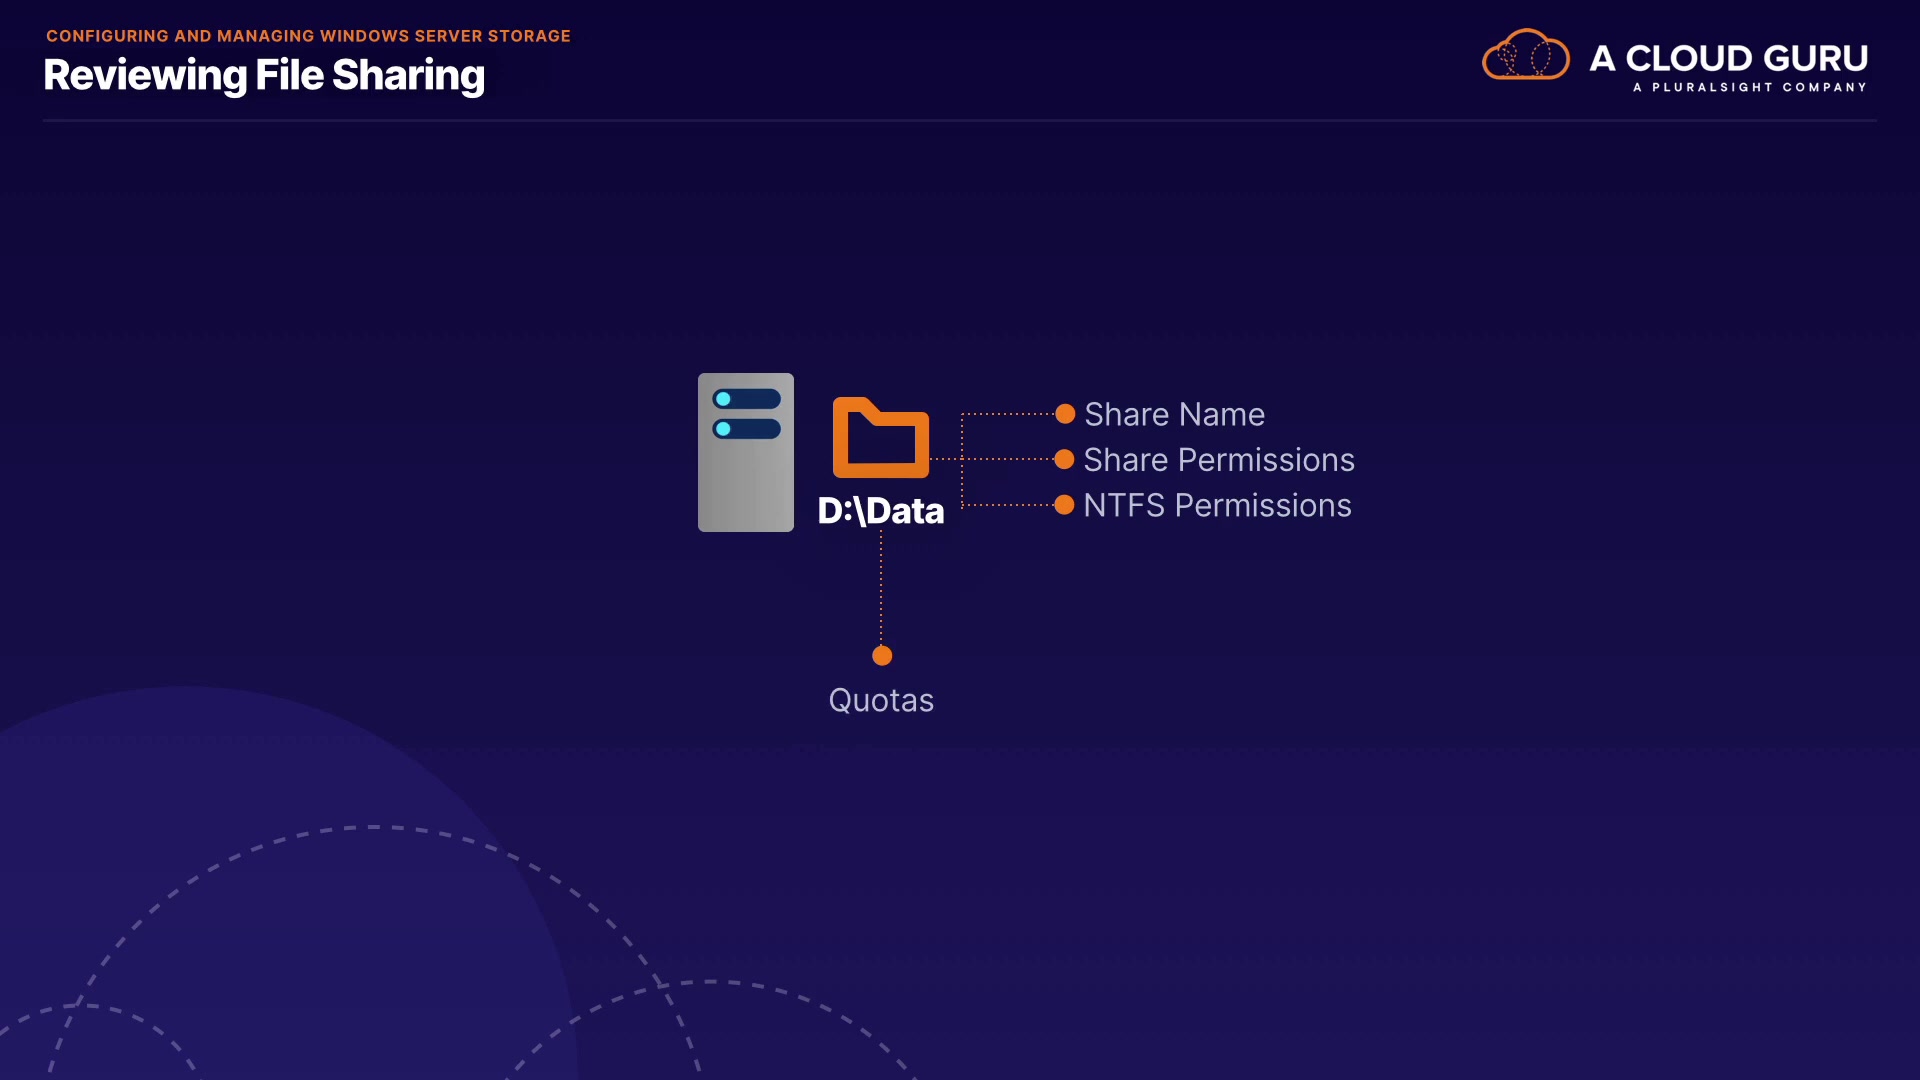 CONFIGURING AND MANAGING WINDOWS SERVER STORAGE
Reviewing File Sharing
A CLOUD GURU
A PLURALSIGHT COMPANY
Share Name
Share Permissions
NTFS Permissions
D:\Data
Quotas